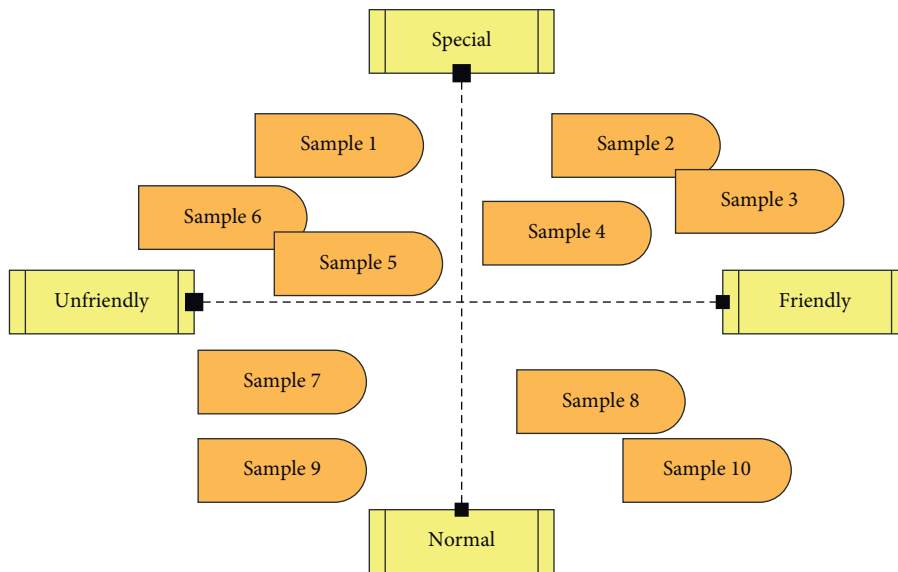 Special
Sample 1
Sample 2
Sample 3
Sample 6
Sample 4
Sample 5
Unfriendly
Friendly
Sample 7
Sample 8
Sample 9
Sample 10
Normal